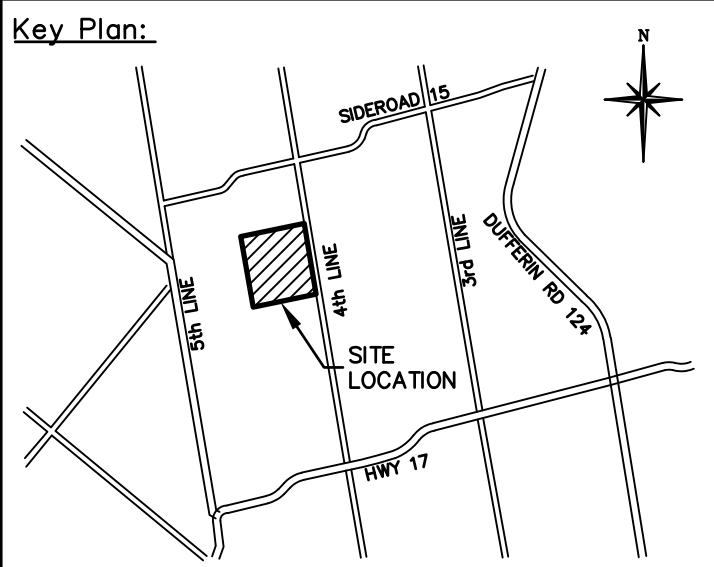 Key Plan:
N
SIDEROAD 15
DUFFERIN RD 124
3rd LINE
4th LINE
5th LINE
SITE
LOCATION
HWY 17